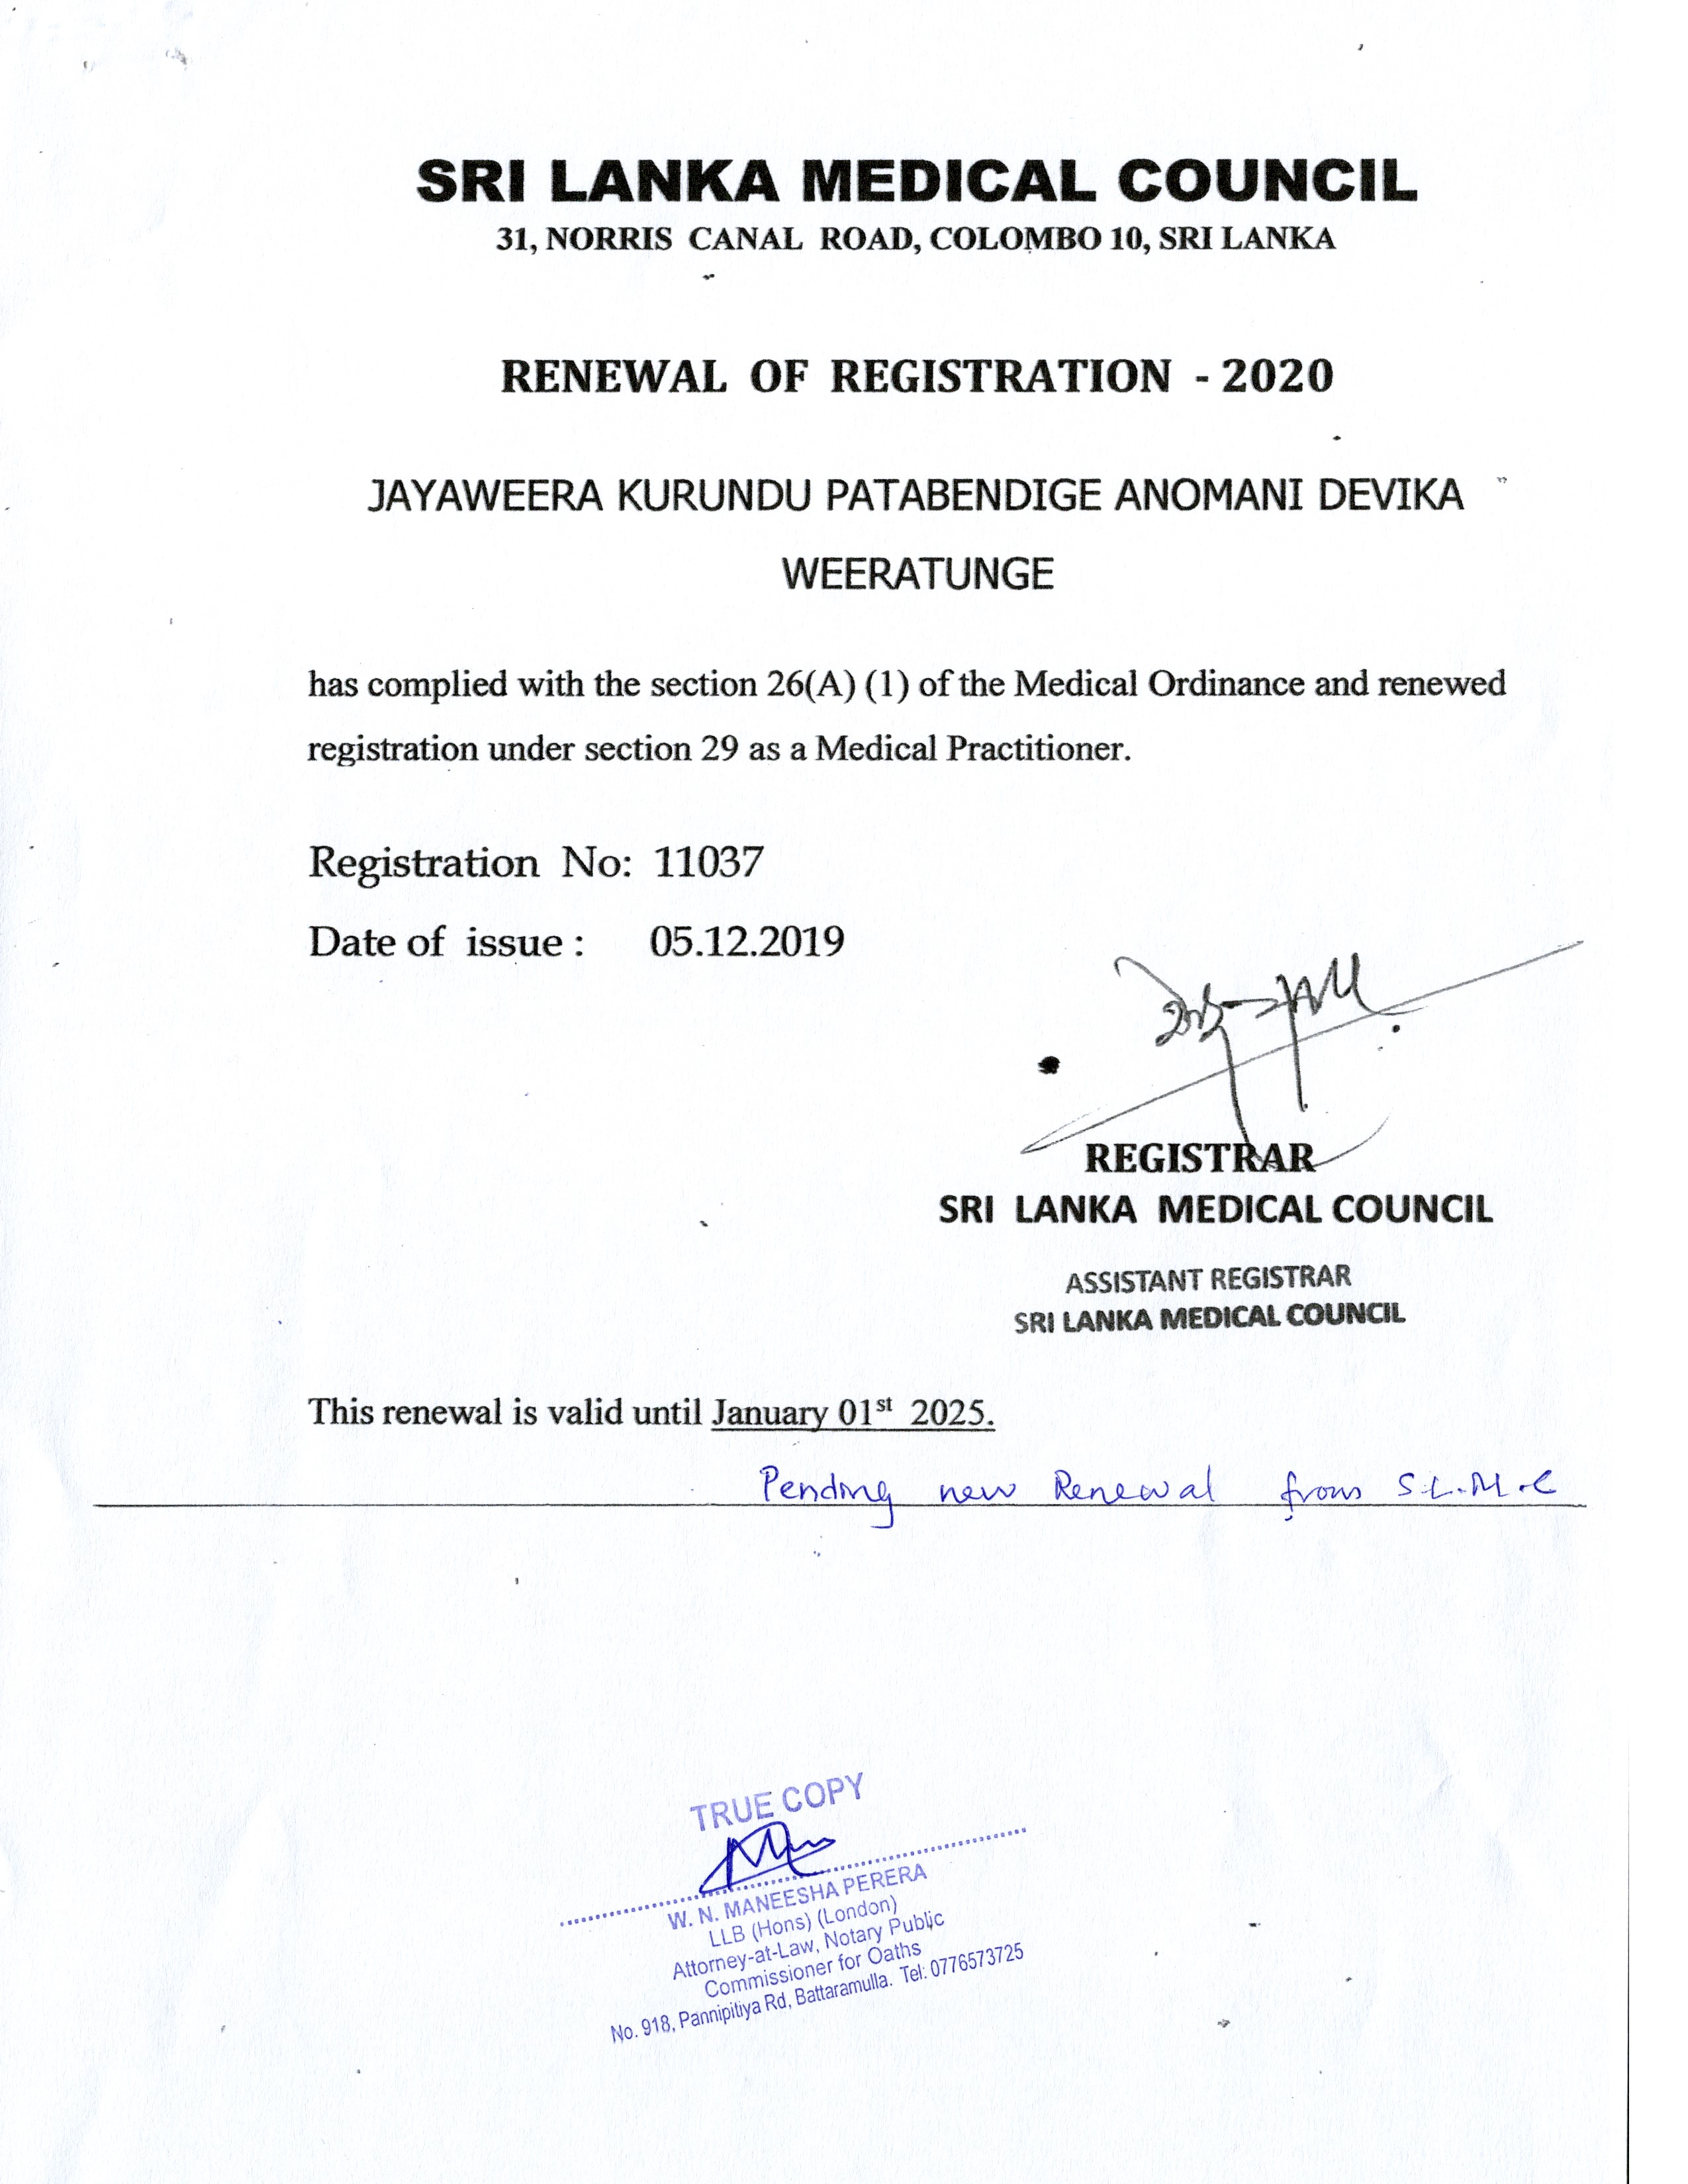 SRI LANKA MEDICAL COUNCIL
31, NORRIS CANAL ROAD, COLOMBO 10, SRI LANKA
RENEWAL OF REGISTRATION - 2020
JAYAWEERA KURUNDU PATABENDIGE ANOMANI DEVIKA
WEERATUNGE
has complied with the section 26(A) (1) of the Medical Ordinance and renewed
registration under section 29 as a Medical Practitioner.
Registration No: 11037
Date of issue : 05.12.2019
REGISTRAR
SRI LANKA MEDICAL COUNCIL
ASSISTANT REGISTRAR
SRI LANKA MEDICAL COUNCIL
This renewal is valid until January 01st 2025.
Pending new Renewal from S.L.M.C
TRUE COPY
W. N. MANEESHA PERERA
LLB (Hons) (London)
Attorney-at-Law, Notary Public
Commissioner for Oaths
No. 918, Pannipitiya Rd, Battaramulla. Tel: 0776573725